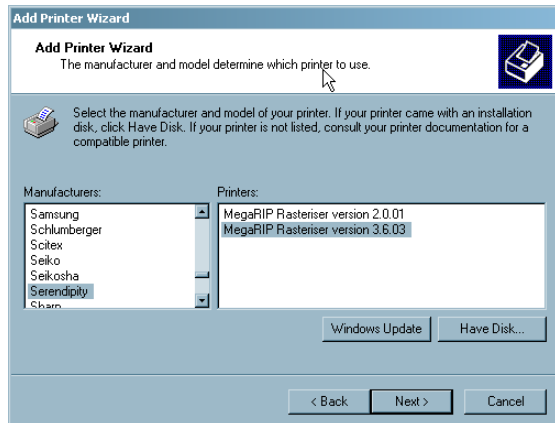 Add Printer Wizard
Add Printer Wizard
The manufacturer and model determine which printer to use.
Select the manufacturer and model of your printer. If your printer came with an installation
disk, click Have Disk. If your printer is not listed, consult your printer documentation for a
compatible printer.
Manufacturers:
Samsung
Schlumberger
Scitex
Seiko
Seikosha
Serendipity
Sharp
Printers:
MegaRIP Rasteriser version 2.0.01
MegaRIP Rasteriser version 3.6.03
Windows Update
Have Disk...
< Back
Next >
Cancel